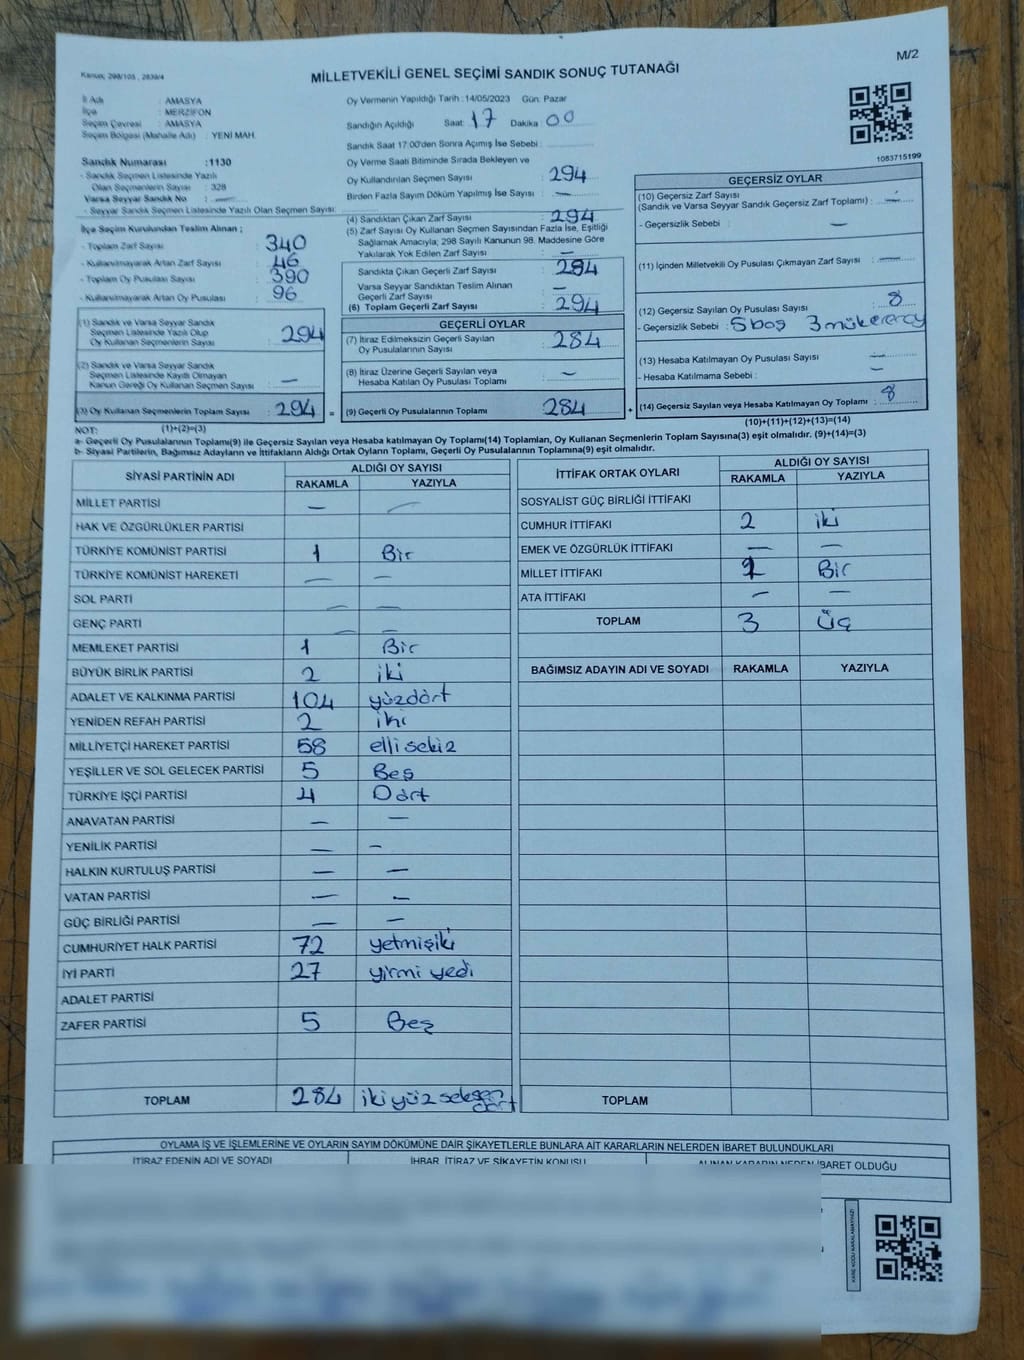 Kanun, 298/105 , 2839/4
MİLLETVEKİLİ GENEL SEÇİMİ SANDIK SONUÇ TUTANAĞI
M/2
İl Adı : AMASYA
İlçe : MERZİFON
Seçim Çevresi : AMASYA
Seçim Bölgesi (Mahalle Adı) : YENİ MAH.
Sandık Numarası :1130
- Sandık Seçmen Listesinde Yazılı
Olan Seçmenlerin Sayısı : 328
Varsa Seyyar Sandık No :
- Seyyar Sandık Seçmen Listesinde Yazılı Olan Seçmen Sayısı:
İlçe Seçim Kurulundan Teslim Alınan ;
- Toplam Zarf Sayısı : 340
- Kullanılmayarak Artan Zarf Sayısı : 46
- Toplam Oy Pusulası Sayısı : 390
- Kullanılmayarak Artan Oy Pusulası : 96
(1) Sandık ve Varsa Seyyar Sandık
Seçmen Listesinde Yazılı Olup
Oy Kullanan Seçmenlerin Sayısı : 294
(2) Sandık ve Varsa Seyyar Sandık
Seçmen Listesinde Kayıtlı Olmayan
Kanun Gereği Oy Kullanan Seçmen Sayısı : —
(3) Oy Kullanan Seçmenlerin Toplam Sayısı : 294 =
Oy Vermenin Yapıldığı Tarih : 14/05/2023 Gün: Pazar
Sandığın Açıldığı Saat: 17 Dakika : 00
Sandık Saat 17:00'den Sonra Açılmış İse Sebebi :
Oy Verme Saati Bitiminde Sırada Bekleyen ve
Oy Kullandırılan Seçmen Sayısı : 294
Birden Fazla Sayım Döküm Yapılmış İse Sayısı : —
(4) Sandıktan Çıkan Zarf Sayısı : 294
(5) Zarf Sayısı Oy Kullanan Seçmen Sayısından Fazla İse, Eşitliği
Sağlamak Amacıyla; 298 Sayılı Kanunun 98. Maddesine Göre
Yakılarak Yok Edilen Zarf Sayısı : —
Sandıkta Çıkan Geçerli Zarf Sayısı : 294
Varsa Seyyar Sandıktan Teslim Alınan
Geçerli Zarf Sayısı : —
(6) Toplam Geçerli Zarf Sayısı : 294
GEÇERLİ OYLAR
(7) İtiraz Edilmeksizin Geçerli Sayılan
Oy Pusulalarının Sayısı : 284
(8) İtiraz Üzerine Geçerli Sayılan veya
Hesaba Katılan Oy Pusulası Toplamı : —
(9) Geçerli Oy Pusulalarının Toplamı : 284 +
1083715199
GEÇERSİZ OYLAR
(10) Geçersiz Zarf Sayısı
(Sandık ve Varsa Seyyar Sandık Geçersiz Zarf Toplamı) : —
- Geçersizlik Sebebi : —
(11) İçinden Milletvekili Oy Pusulası Çıkmayan Zarf Sayısı : —
(12) Geçersiz Sayılan Oy Pusulası Sayısı : 8
- Geçersizlik Sebebi : 5 boş 3 mükerer oy
(13) Hesaba Katılmayan Oy Pusulası Sayısı : —
- Hesaba Katılmama Sebebi : —
(14) Geçersiz Sayılan veya Hesaba Katılmayan Oy Toplamı : 8
(10)+(11)+(12)+(13)=(14)
NOT: (1)+(2)=(3)
a- Geçerli Oy Pusulalarının Toplamı(9) ile Geçersiz Sayılan veya Hesaba katılmayan Oy Toplamı(14) Toplamları, Oy Kullanan Seçmenlerin Toplam Sayısına(3) eşit olmalıdır. (9)+(14)=(3)
b- Siyasi Partilerin, Bağımsız Adayların ve İttifakların Aldığı Ortak Oyların Toplamı, Geçerli Oy Pusulalarının Toplamına(9) eşit olmalıdır.
SİYASİ PARTİNİN ADI ALDIĞI OY SAYISI
RAKAMLA YAZIYLA
MİLLET PARTİSİ — —
HAK VE ÖZGÜRLÜKLER PARTİSİ
TÜRKİYE KOMÜNİST PARTİSİ 1 Bir
TÜRKİYE KOMÜNİST HAREKETİ — —
SOL PARTİ — —
GENÇ PARTİ — —
MEMLEKET PARTİSİ 1 Bir
BÜYÜK BİRLİK PARTİSİ 2 iki
ADALET VE KALKINMA PARTİSİ 104 yüzdört
YENİDEN REFAH PARTİSİ 2 iki
MİLLİYETÇİ HAREKET PARTİSİ 58 elli sekiz
YEŞİLLER VE SOL GELECEK PARTİSİ 5 Beş
TÜRKİYE İŞÇİ PARTİSİ 4 Dört
ANAVATAN PARTİSİ — —
YENİLİK PARTİSİ — —
HALKIN KURTULUŞ PARTİSİ — —
VATAN PARTİSİ — —
GÜÇ BİRLİĞİ PARTİSİ — —
CUMHURİYET HALK PARTİSİ 72 yetmişiki
İYİ PARTİ 27 yirmi yedi
ADALET PARTİSİ
ZAFER PARTİSİ 5 Beş
TOPLAM 284 ikiyüz seksen dört
İTTİFAK ORTAK OYLARI ALDIĞI OY SAYISI
RAKAMLA YAZIYLA
SOSYALİST GÜÇ BİRLİĞİ İTTİFAKI
CUMHUR İTTİFAKI 2 iki
EMEK VE ÖZGÜRLÜK İTTİFAKI — —
MİLLET İTTİFAKI 1 Bir
ATA İTTİFAKI — —
TOPLAM 3 üç
BAĞIMSIZ ADAYIN ADI VE SOYADI RAKAMLA YAZIYLA
TOPLAM
OYLAMA İŞ VE İŞLEMLERİNE VE OYLARIN SAYIM DÖKÜMÜNE DAİR ŞİKAYETLERLE BUNLARA AİT KARARLARIN NELERDEN İBARET BULUNDUKLARI
İTİRAZ EDENİN ADI VE SOYADI İHBAR, İTİRAZ VE ŞİKAYETİN KONUSU ALINAN KARARIN NEDEN İBARET OLDUĞU